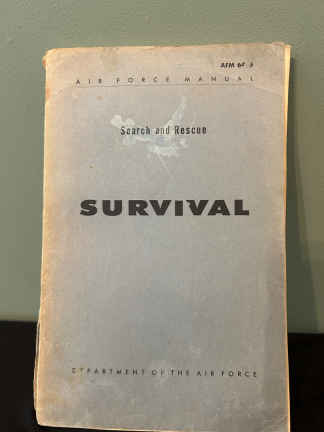 AFM 64-5
AIR FORCE MANUAL
Search and Rescue
SURVIVAL
DEPARTMENT OF THE AIR FORCE